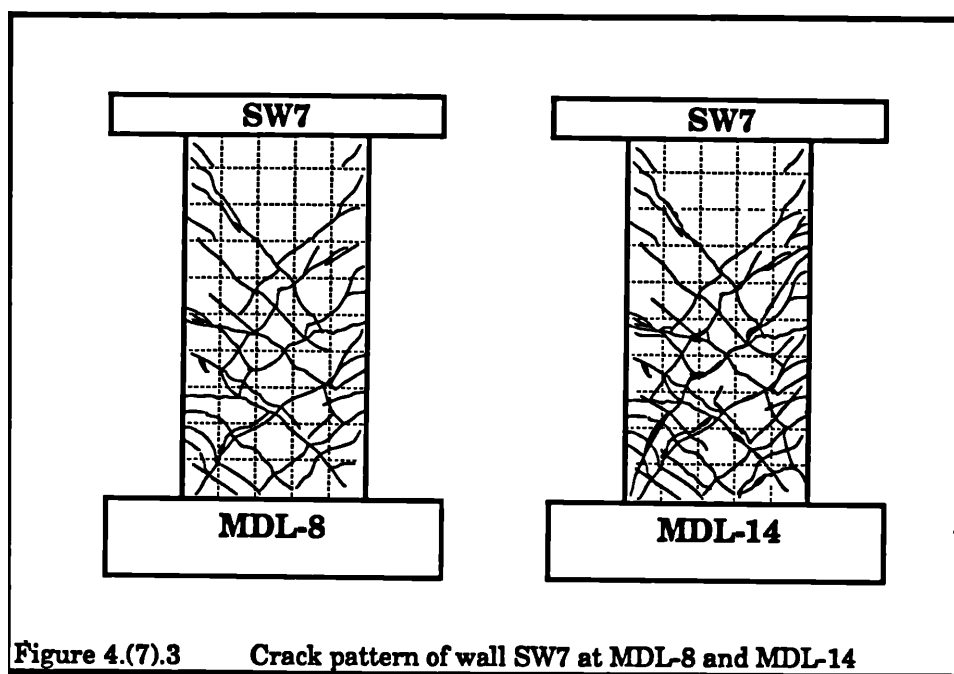 SW7
SW7
MDL-8
MDL-14
Figure 4.(7).3 Crack pattern of wall SW7 at MDL-8 and MDL-14